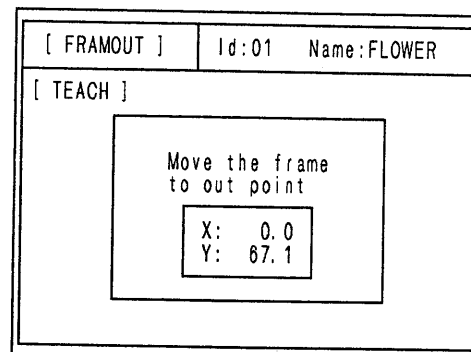 [ FRAMOUT ] Id:01 Name:FLOWER
[ TEACH ]
Move the frame
to out point
X: 0.0
Y: 67.1